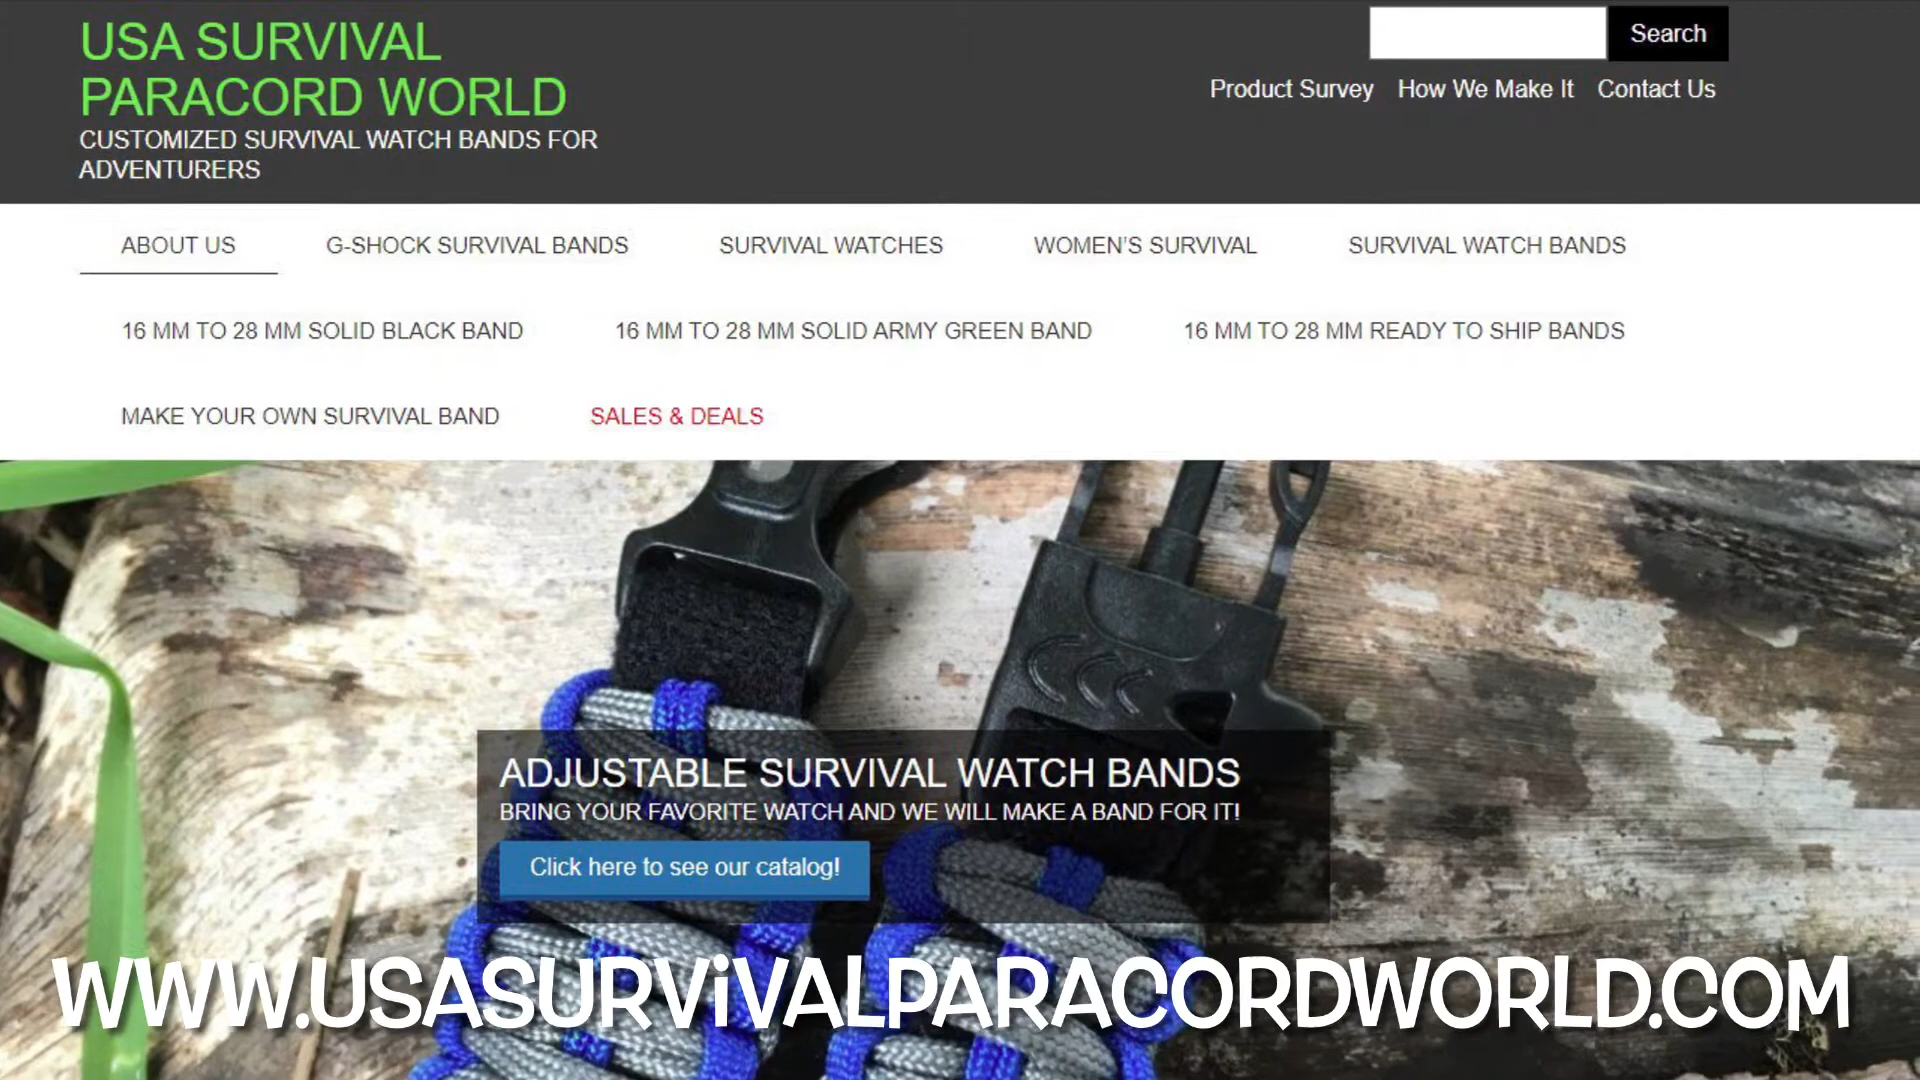 USA SURVIVAL
PARACORD WORLD
CUSTOMIZED SURVIVAL WATCH BANDS FOR
ADVENTURERS
Search
Product Survey How We Make It Contact Us
ABOUT US G-SHOCK SURVIVAL BANDS SURVIVAL WATCHES WOMEN'S SURVIVAL SURVIVAL WATCH BANDS
16 MM TO 28 MM SOLID BLACK BAND 16 MM TO 28 MM SOLID ARMY GREEN BAND 16 MM TO 28 MM READY TO SHIP BANDS
MAKE YOUR OWN SURVIVAL BAND SALES & DEALS
ADJUSTABLE SURVIVAL WATCH BANDS
BRING YOUR FAVORITE WATCH AND WE WILL MAKE A BAND FOR IT!
Click here to see our catalog!
WWW.USASURViVALPARACORDWORLD.COM